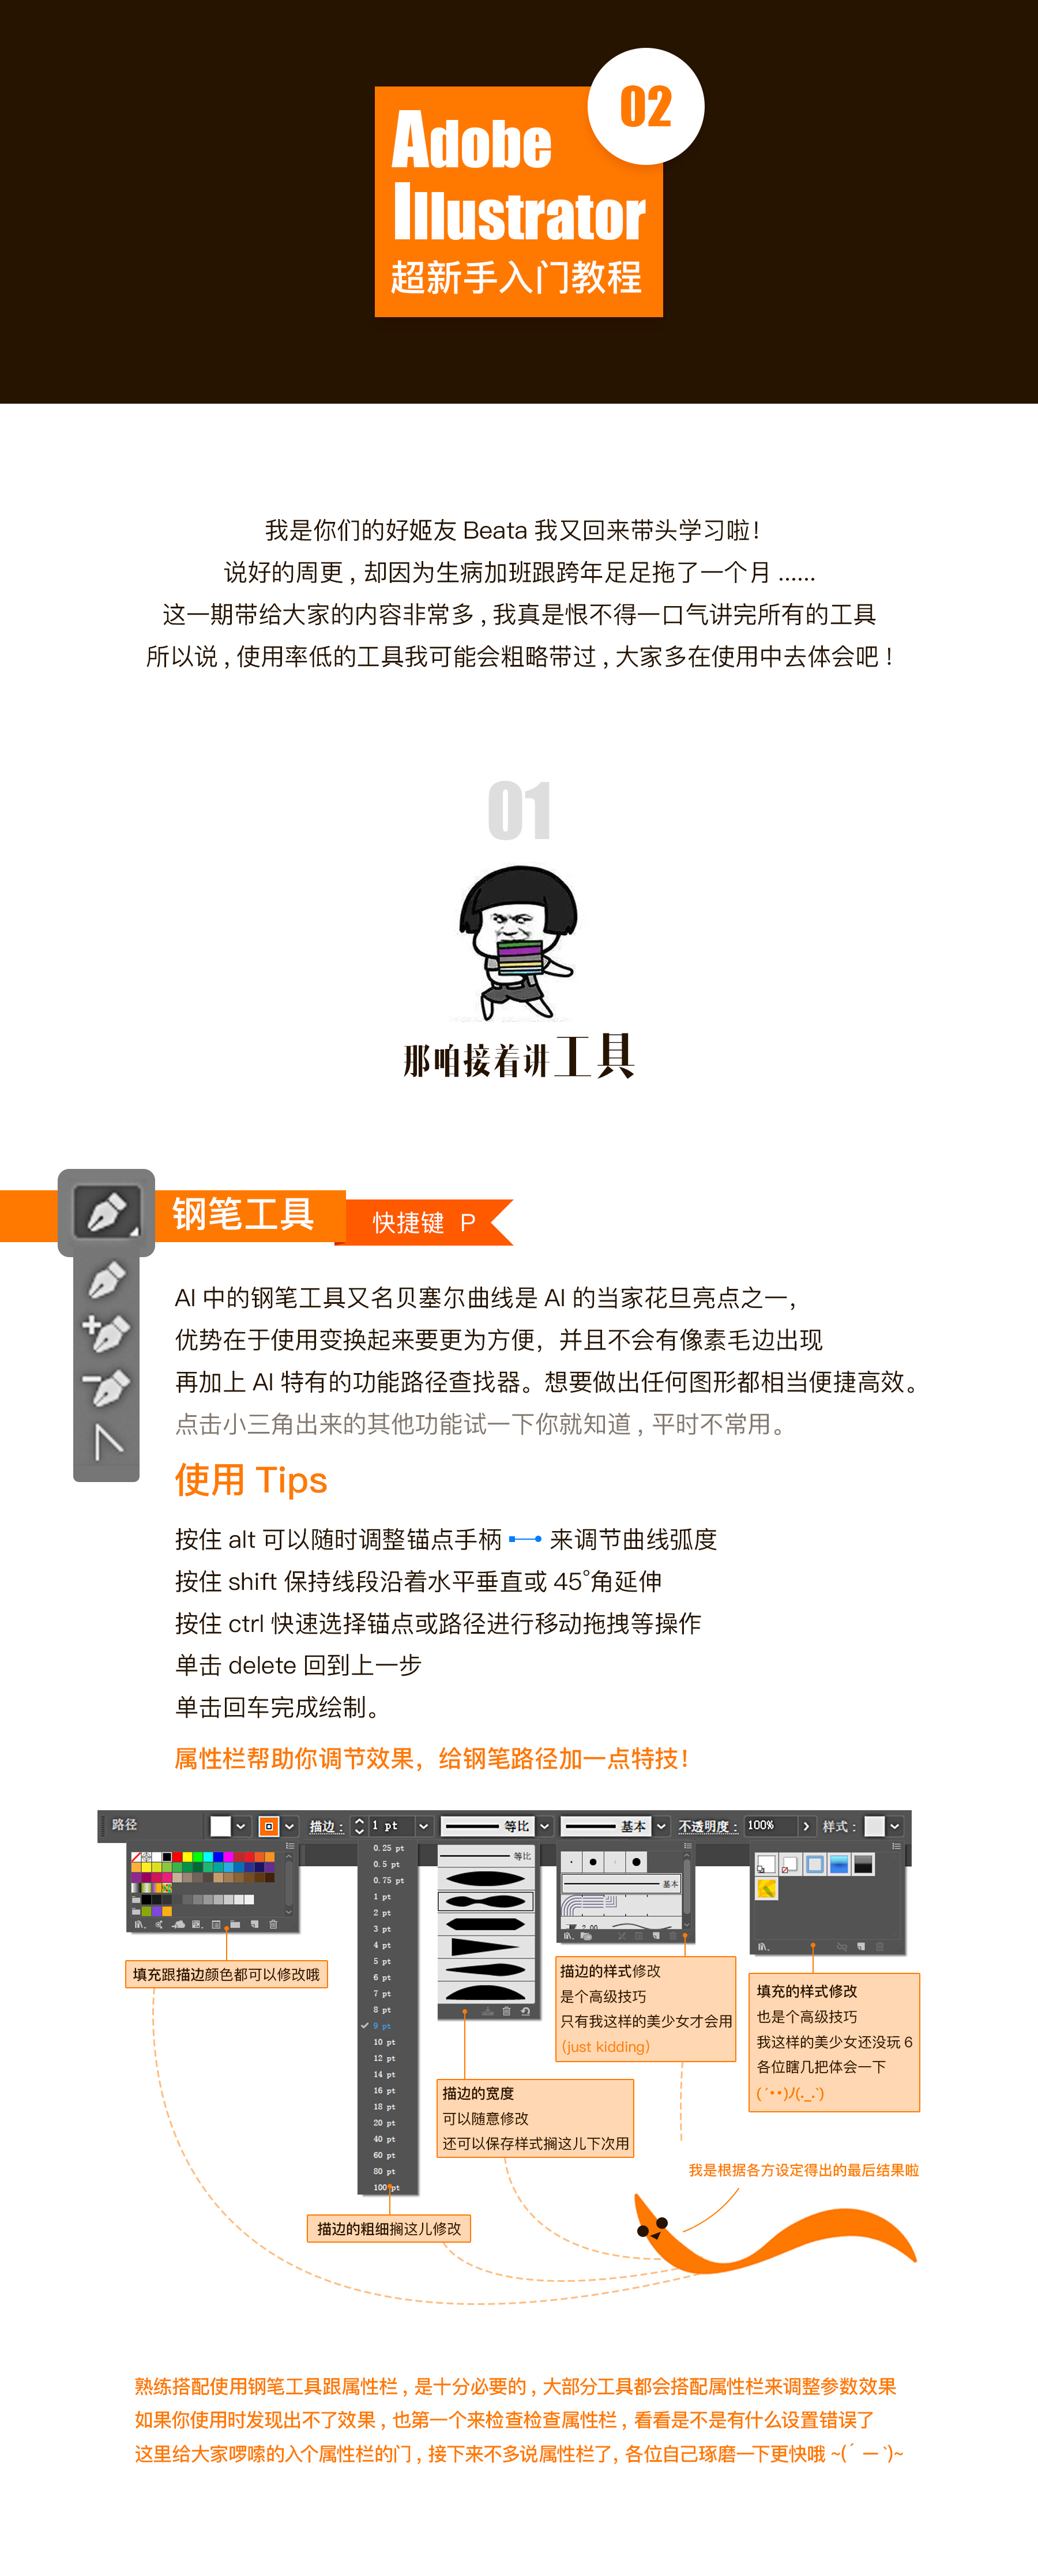 02
Adobe
Illustrator
超新手入门教程
我是你们的好姬友 Beata 我又回来带头学习啦！
说好的周更，却因为生病加班跟跨年足足拖了一个月 ......
这一期带给大家的内容非常多，我真是恨不得一口气讲完所有的工具
所以说，使用率低的工具我可能会粗略带过，大家多在使用中去体会吧！
01
那咱接着讲工具
钢笔工具
快捷键 P
AI 中的钢笔工具又名贝塞尔曲线是 AI 的当家花旦亮点之一，
优势在于使用变换起来要更为方便，并且不会有像素毛边出现
再加上 AI 特有的功能路径查找器。想要做出任何图形都相当便捷高效。
点击小三角出来的其他功能试一下你就知道，平时不常用。
使用 Tips
按住 alt 可以随时调整锚点手柄 来调节曲线弧度
按住 shift 保持线段沿着水平垂直或 45°角延伸
按住 ctrl 快速选择锚点或路径进行移动拖拽等操作
单击 delete 回到上一步
单击回车完成绘制。
属性栏帮助你调节效果，给钢笔路径加一点特技！
路径 描边： 1 pt 等比 基本 不透明度： 100% 样式：
0.25 pt
0.5 pt
0.75 pt
1 pt
2 pt
3 pt
4 pt
5 pt
6 pt
7 pt
8 pt
9 pt
10 pt
12 pt
14 pt
16 pt
18 pt
20 pt
40 pt
60 pt
80 pt
100 pt
等比
基本
2.00
填充跟描边颜色都可以修改哦
描边的粗细搁这儿修改
描边的宽度
可以随意修改
还可以保存样式搁这儿下次用
描边的样式修改
是个高级技巧
只有我这样的美少女才会用
(just kidding)
填充的样式修改
也是个高级技巧
我这样的美少女还没玩 6
各位瞎几把体会一下
(´••)ﾉ(._.`)
我是根据各方设定得出的最后结果啦
熟练搭配使用钢笔工具跟属性栏，是十分必要的，大部分工具都会搭配属性栏来调整参数效果
如果你使用时发现出不了效果，也第一个来检查检查属性栏，看看是不是有什么设置错误了
这里给大家啰嗦的入个属性栏的门，接下来不多说属性栏了，各位自己琢磨一下更快哦 ~(´ー`)~